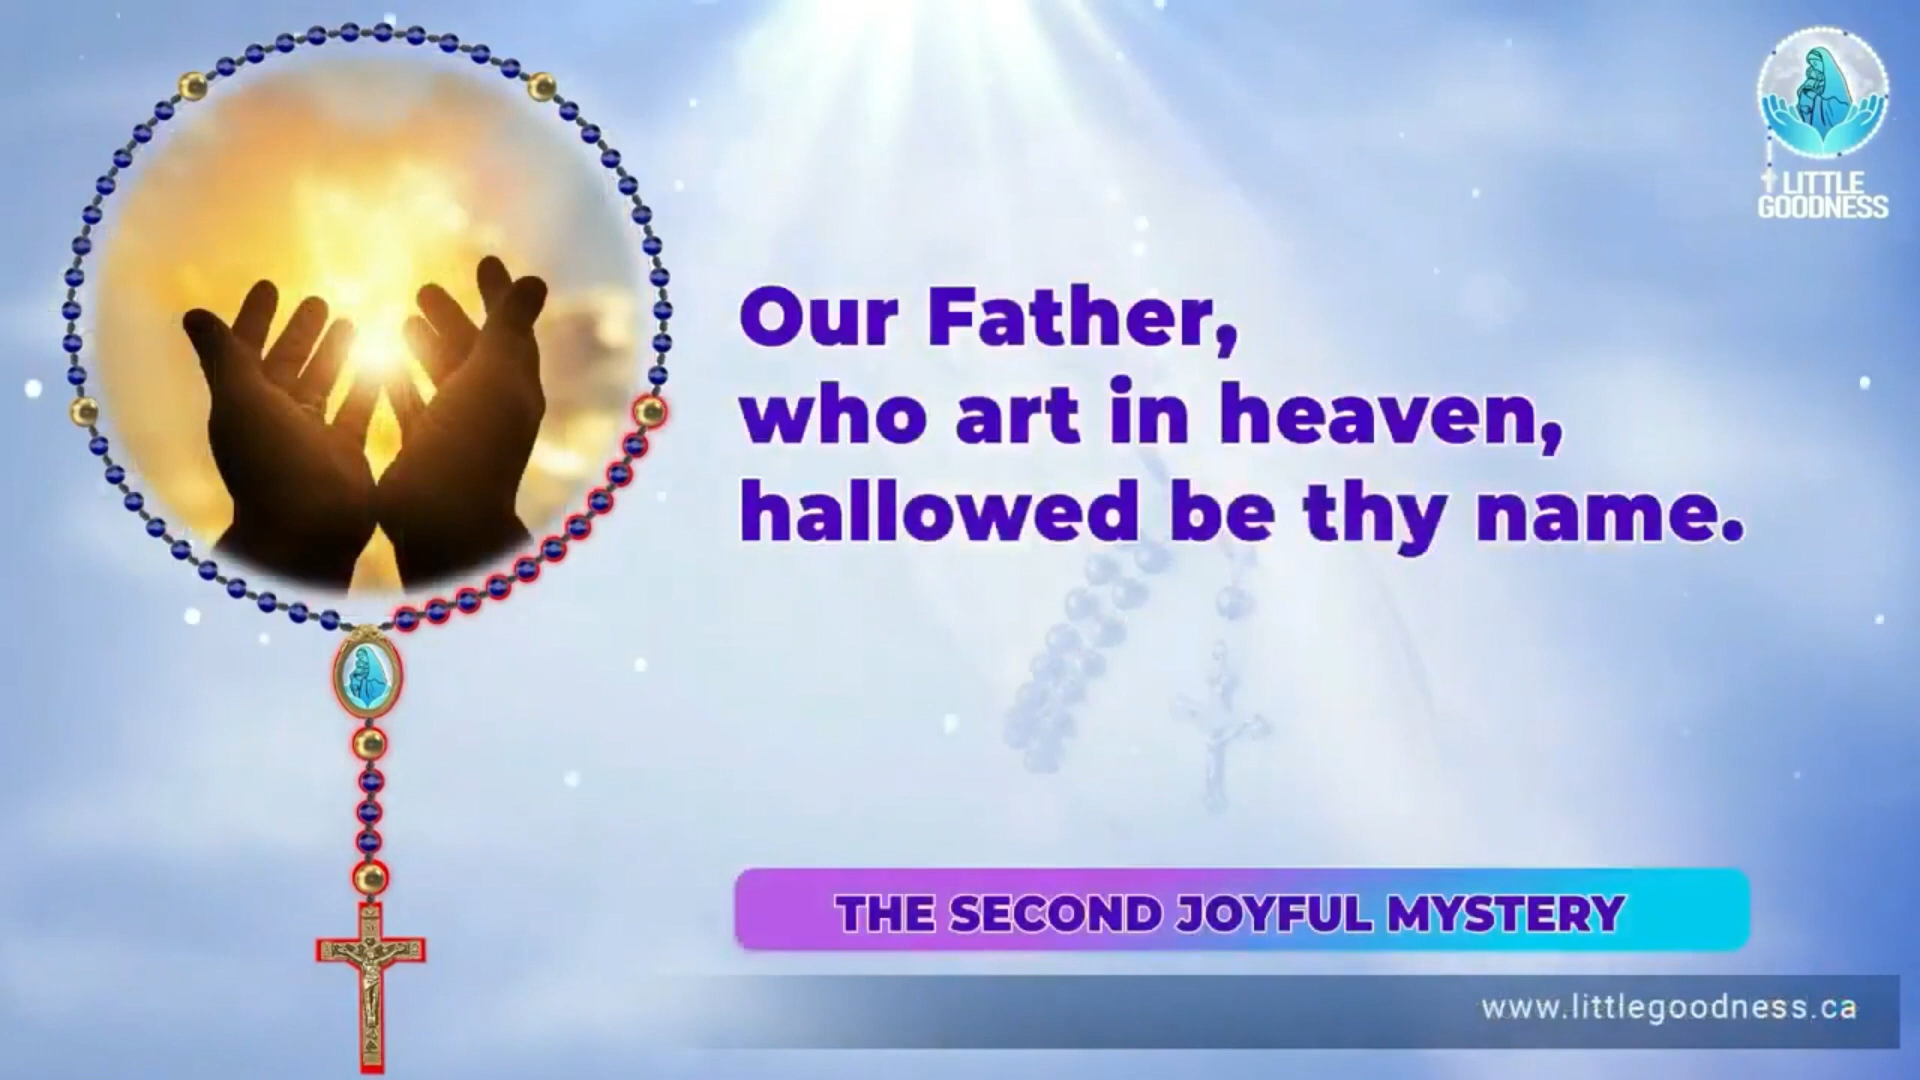 LITTLE
GOODNESS
Our Father,
who art in heaven,
hallowed be thy name.
THE SECOND JOYFUL MYSTERY
www.littlegoodness.ca